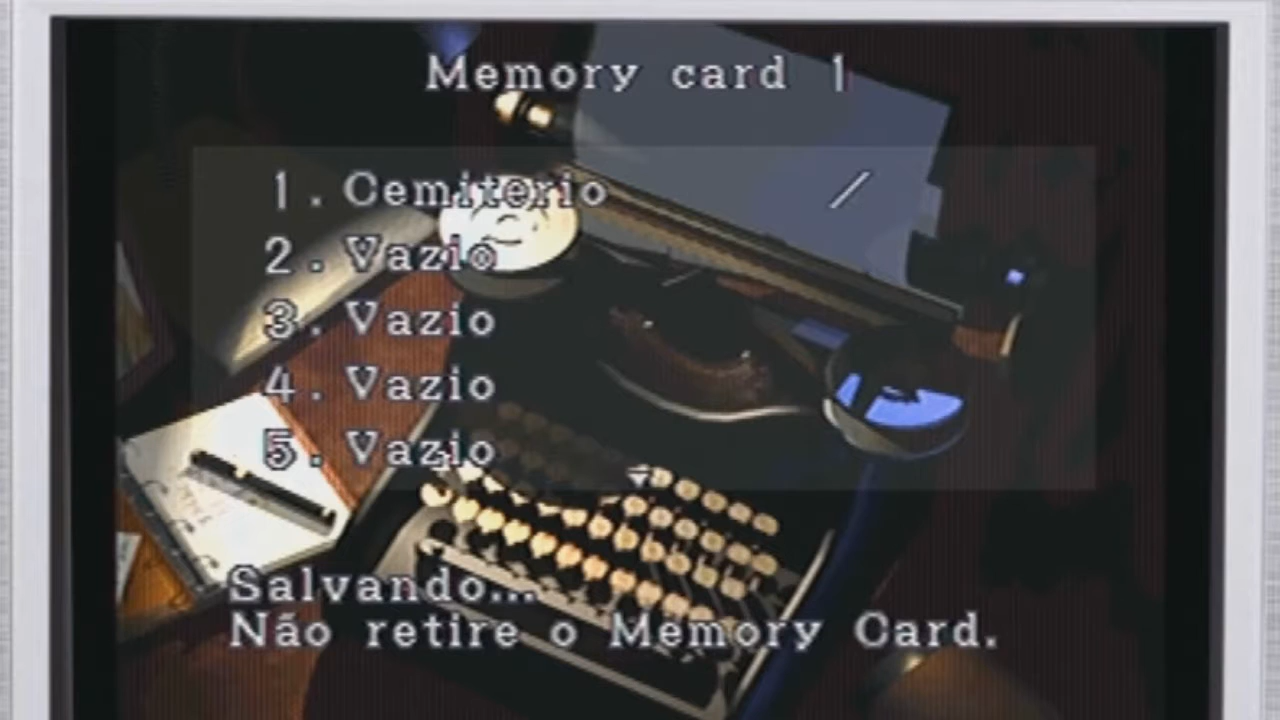 Memory card 1
1. Cemiterio /
2. Vazio
3. Vazio
4. Vazio
5. Vazio
Salvando...
Não retire o Memory Card.